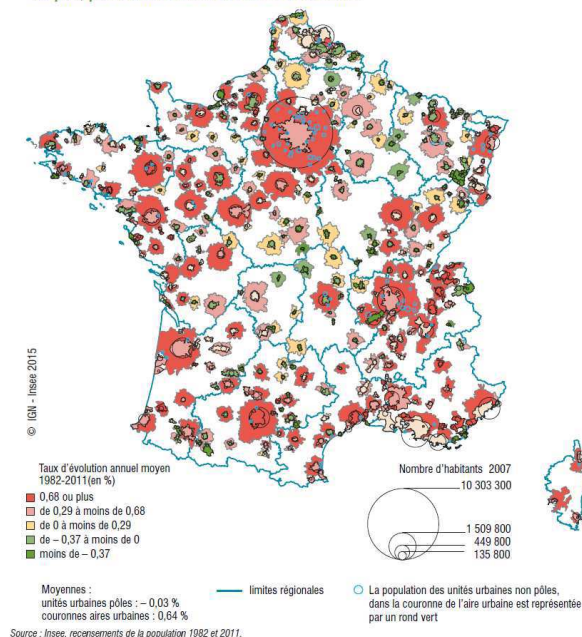 © IGN - Insee 2015
Taux d'évolution annuel moyen
1982-2011(en %)
0,68 ou plus
de 0,29 à moins de 0,68
de 0 à moins de 0,29
de – 0,37 à moins de 0
moins de – 0,37
Nombre d'habitants 2007
10 303 300
1 509 800
449 800
135 800
Moyennes :
unités urbaines pôles : – 0,03 %
couronnes aires urbaines : 0,64 %
limites régionales
La population des unités urbaines non pôles,
dans la couronne de l'aire urbaine est représentée
par un rond vert
Source : Insee, recensements de la population 1982 et 2011.